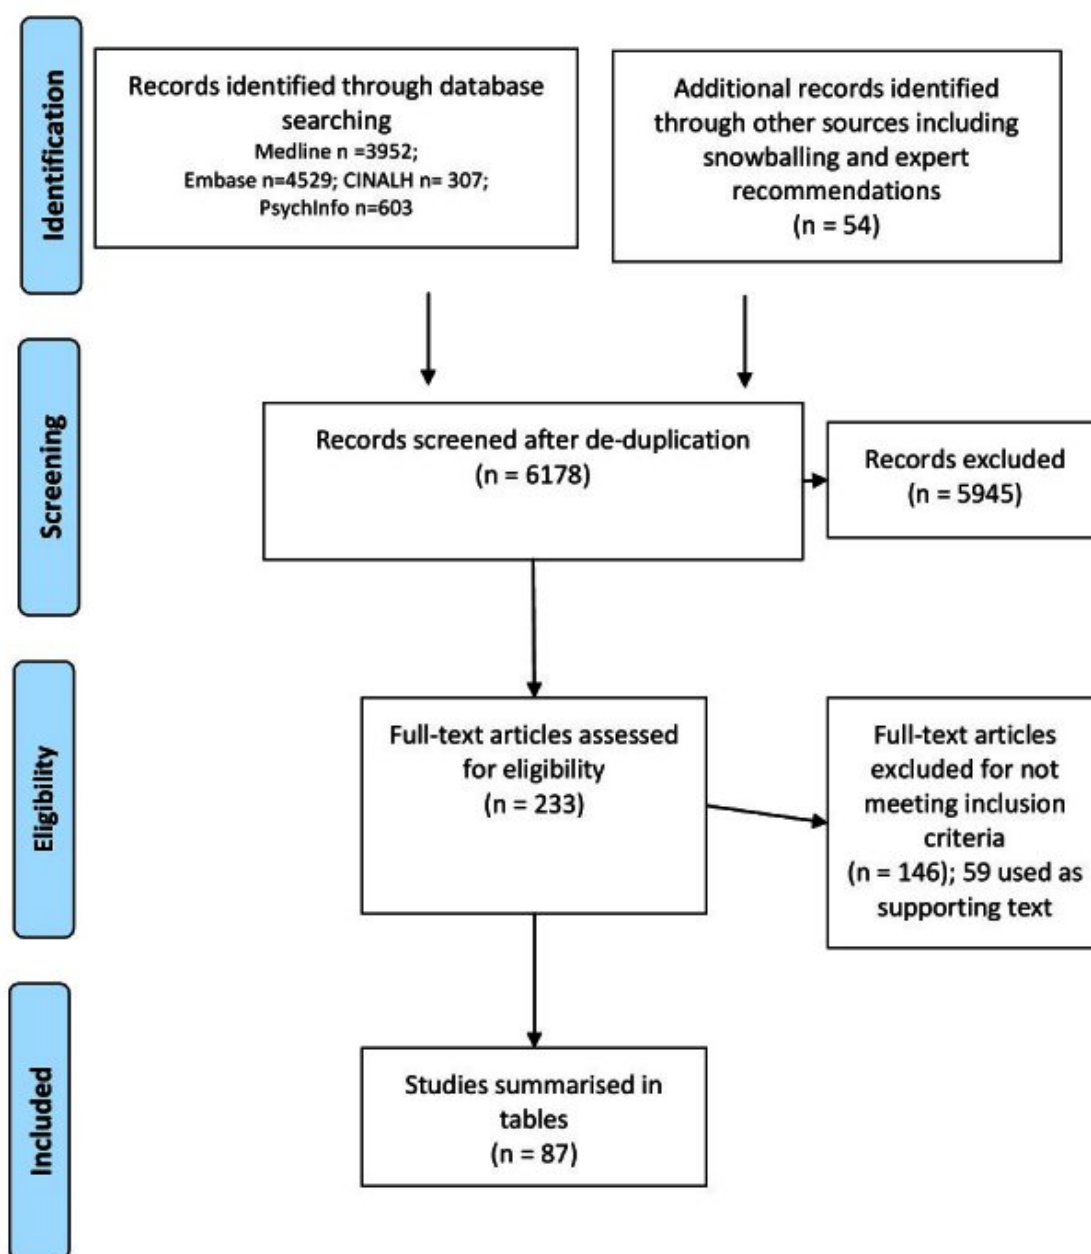 Identification
Records identified through database
searching
Medline n =3952;
Embase n=4529; CINALH n= 307;
PsychInfo n=603
Additional records identified
through other sources including
snowballing and expert
recommendations
(n = 54)
Screening
Records screened after de-duplication
(n = 6178)
Records excluded
(n = 5945)
Eligibility
Full-text articles assessed
for eligibility
(n = 233)
Full-text articles
excluded for not
meeting inclusion
criteria
(n = 146); 59 used as
supporting text
Included
Studies summarised in
tables
(n = 87)